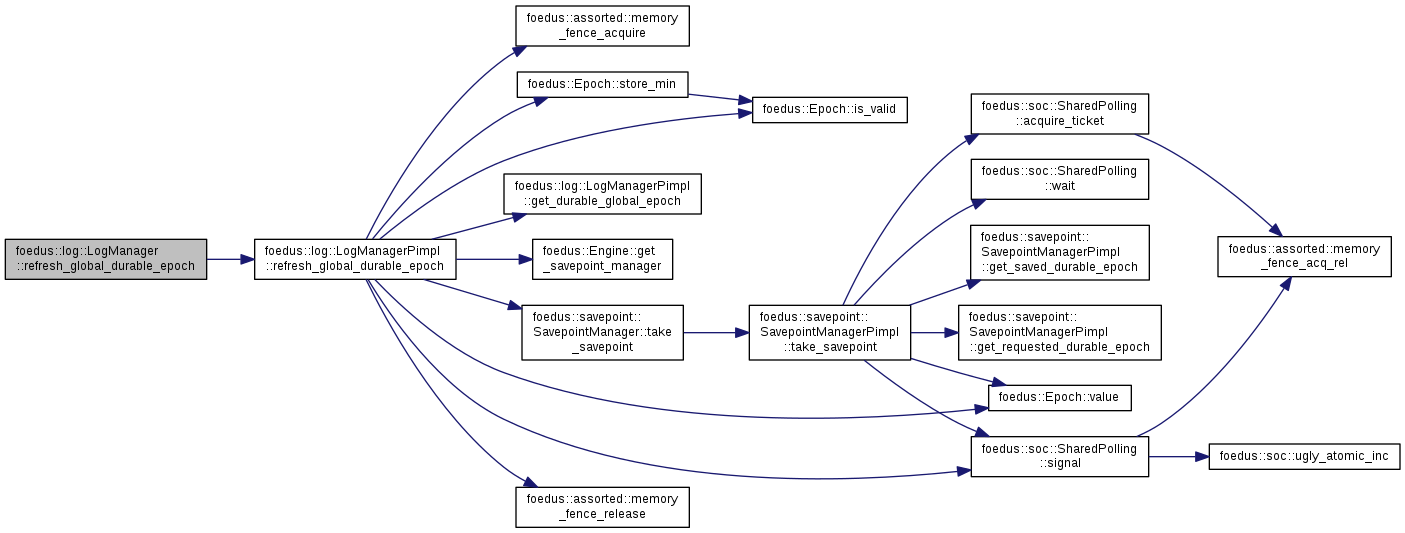 foedus::log::LogManager
::refresh_global_durable_epoch
foedus::log::LogManagerPimpl
::refresh_global_durable_epoch
foedus::assorted::memory
_fence_acquire
foedus::Epoch::store_min
foedus::Epoch::is_valid
foedus::log::LogManagerPimpl
::get_durable_global_epoch
foedus::Engine::get
_savepoint_manager
foedus::savepoint::
SavepointManager::take
_savepoint
foedus::assorted::memory
_fence_release
foedus::savepoint::
SavepointManagerPimpl
::take_savepoint
foedus::soc::SharedPolling
::acquire_ticket
foedus::soc::SharedPolling
::wait
foedus::savepoint::
SavepointManagerPimpl
::get_saved_durable_epoch
foedus::savepoint::
SavepointManagerPimpl
::get_requested_durable_epoch
foedus::Epoch::value
foedus::soc::SharedPolling
::signal
foedus::assorted::memory
_fence_acq_rel
foedus::soc::ugly_atomic_inc